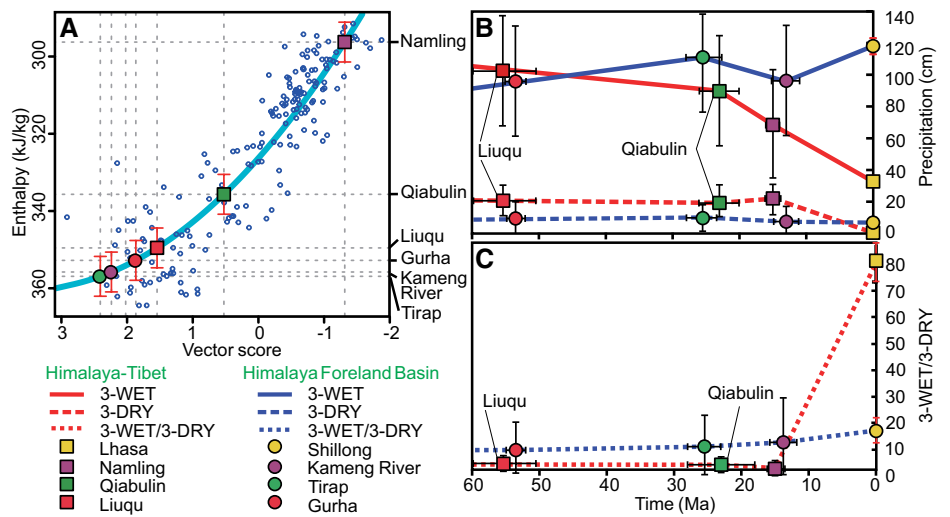 A
300
320
340
360
Enthalpy (kJ/kg)
3 2 1 0 -1 -2
Vector score
Namling
Qiabulin
Liuqu
Gurha
Kameng
River
Tirap
B
Liuqu
Qiabulin
140
120
100
80
60
40
20
0
Precipitation (cm)
C
Liuqu
Qiabulin
80
70
60
50
40
30
20
10
0
3-WET/3-DRY
60 50 40 30 20 10 0
Time (Ma)
Himalaya-Tibet
3-WET
3-DRY
3-WET/3-DRY
Lhasa
Namling
Qiabulin
Liuqu
Himalaya Foreland Basin
3-WET
3-DRY
3-WET/3-DRY
Shillong
Kameng River
Tirap
Gurha